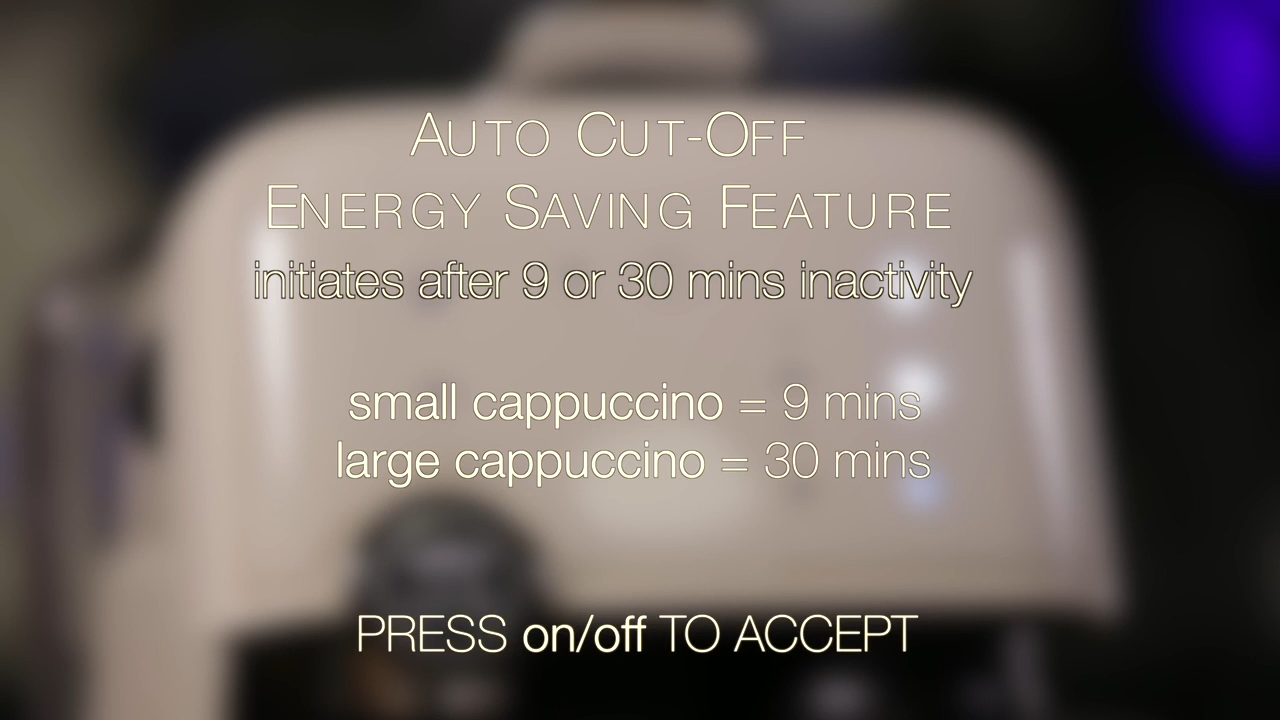 AUTO CUT-OFF
ENERGY SAVING FEATURE
initiates after 9 or 30 mins inactivity
small cappuccino = 9 mins
large cappuccino = 30 mins
PRESS on/off TO ACCEPT